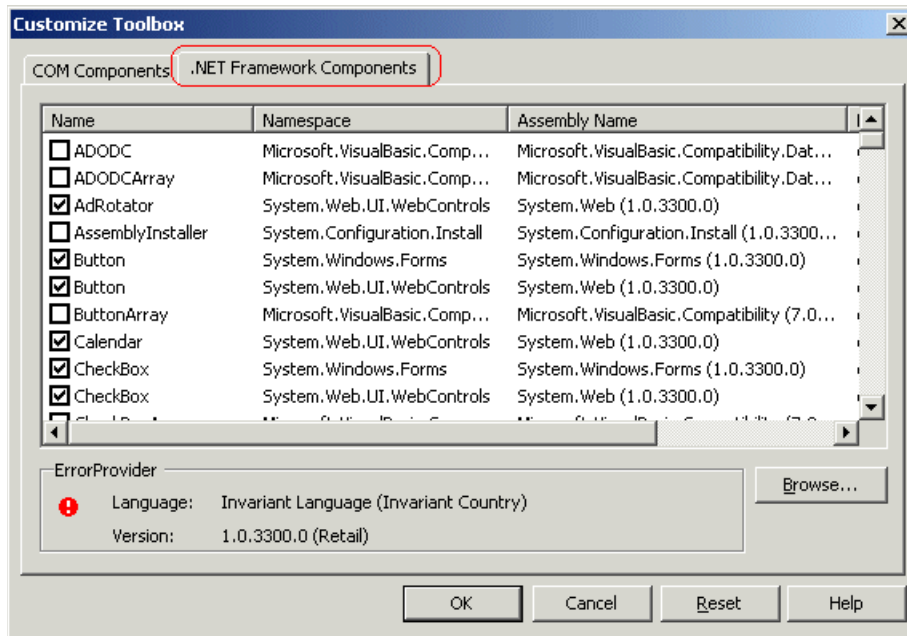 Customize Toolbox
COM Components .NET Framework Components
Name Namespace Assembly Name
ADODC Microsoft.VisualBasic.Comp... Microsoft.VisualBasic.Compatibility.Dat...
ADODCArray Microsoft.VisualBasic.Comp... Microsoft.VisualBasic.Compatibility.Dat...
AdRotator System.Web.UI.WebControls System.Web (1.0.3300.0)
AssemblyInstaller System.Configuration.Install System.Configuration.Install (1.0.3300...
Button System.Windows.Forms System.Windows.Forms (1.0.3300.0)
Button System.Web.UI.WebControls System.Web (1.0.3300.0)
ButtonArray Microsoft.VisualBasic.Comp... Microsoft.VisualBasic.Compatibility (7.0...
Calendar System.Web.UI.WebControls System.Web (1.0.3300.0)
CheckBox System.Windows.Forms System.Windows.Forms (1.0.3300.0)
CheckBox System.Web.UI.WebControls System.Web (1.0.3300.0)
ErrorProvider
Language: Invariant Language (Invariant Country)
Browse...
Version: 1.0.3300.0 (Retail)
OK Cancel Reset Help